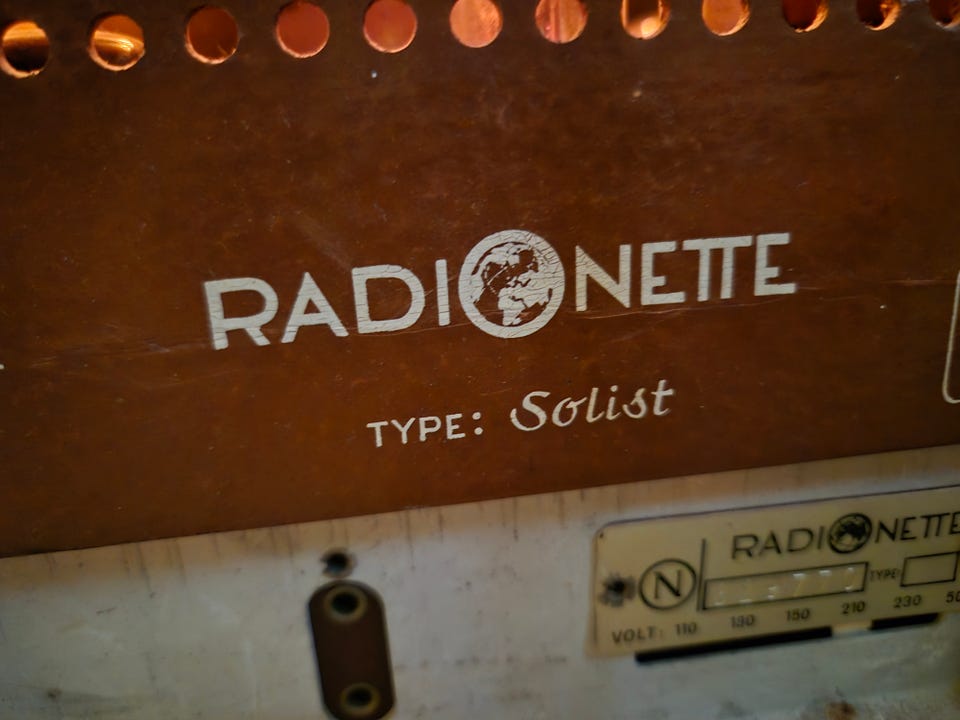 RADIONETTE
TYPE: Solist
RADIONETTE
N
TYPE:
VOLT: 110 130 150 210 230